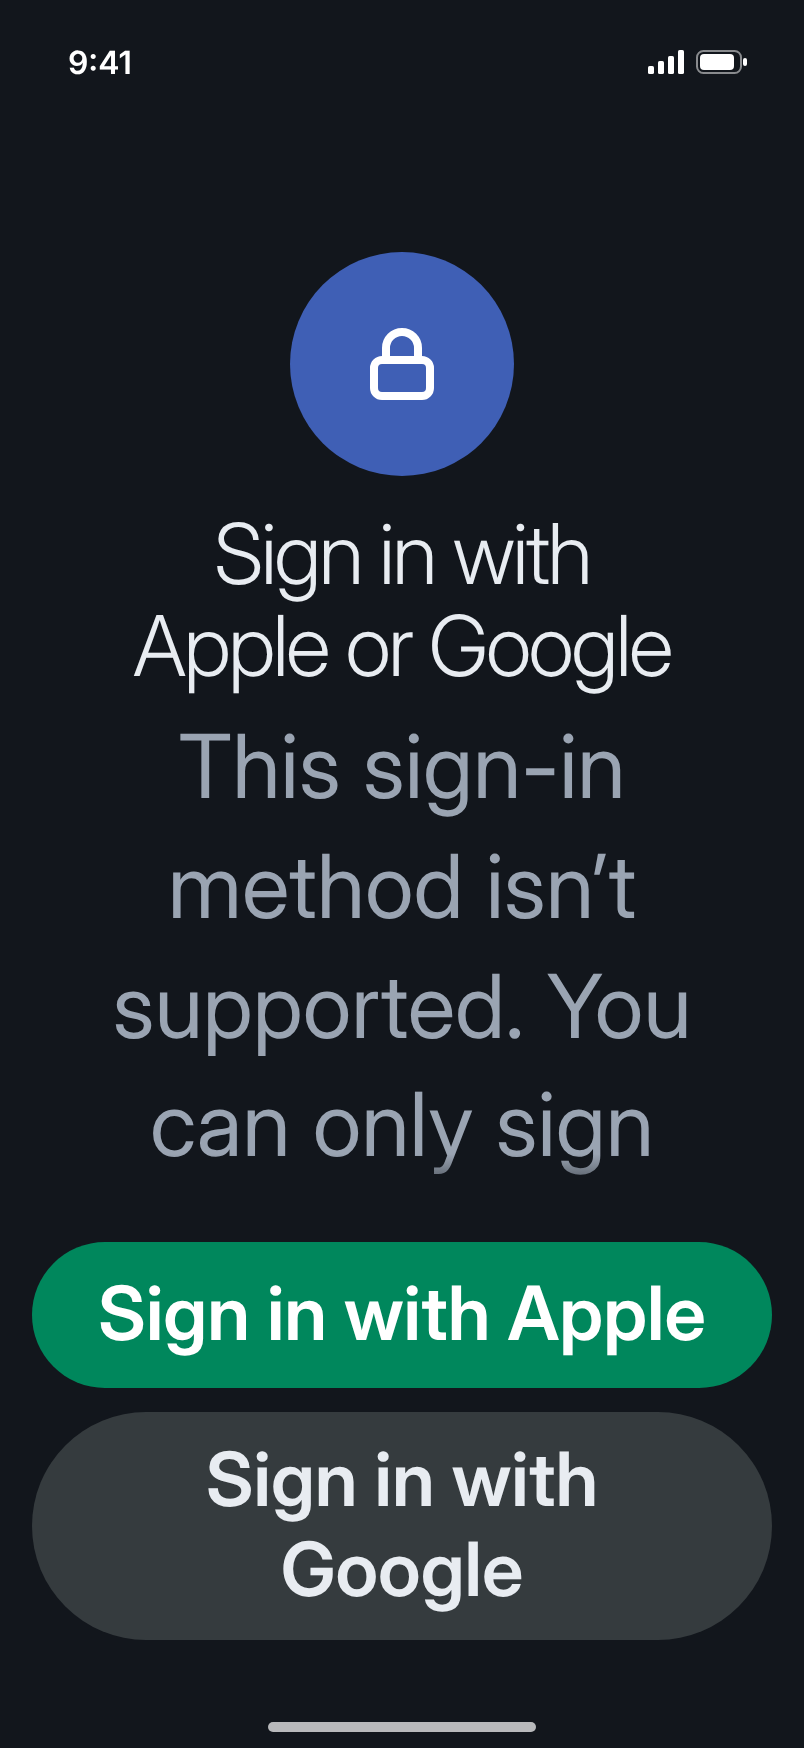 9:41
Sign in with
Apple or Google
This sign-in
method isn’t
supported. You
can only sign
Sign in with Apple
Sign in with
Google